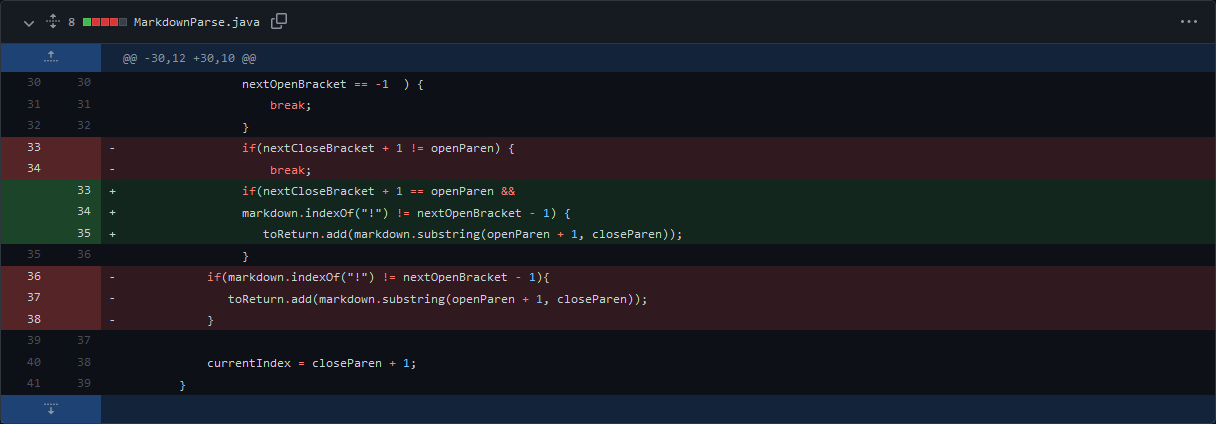 8 MarkdownParse.java
@@ -30,12 +30,10 @@
30 30 nextOpenBracket == -1  ) {
31 31 break;
32 32 }
33 - if(nextCloseBracket + 1 != openParen) {
34 - break;
33 + if(nextCloseBracket + 1 == openParen &&
34 + markdown.indexOf("!") != nextOpenBracket - 1) {
35 + toReturn.add(markdown.substring(openParen + 1, closeParen));
35 36 }
36 - if(markdown.indexOf("!") != nextOpenBracket - 1){
37 - toReturn.add(markdown.substring(openParen + 1, closeParen));
38 - }
39 37
40 38 currentIndex = closeParen + 1;
41 39 }